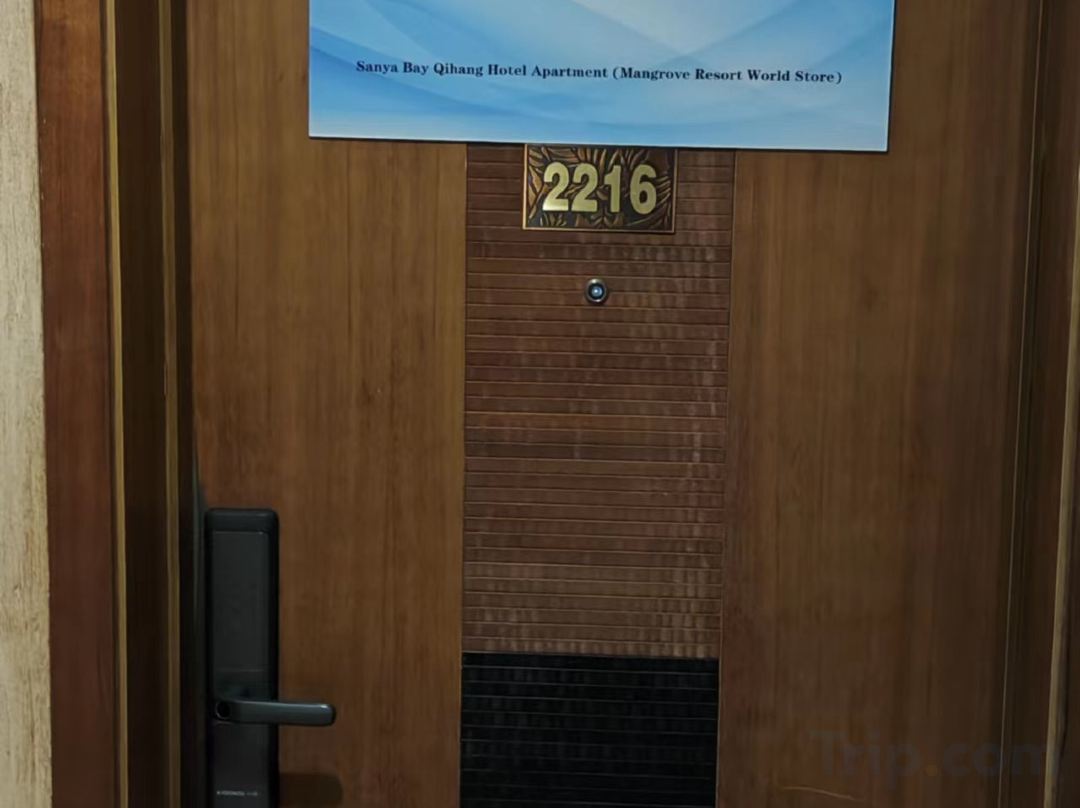 Sanya Bay Qihang Hotel Apartment (Mangrove Resort World Store)
2216
Trip.com